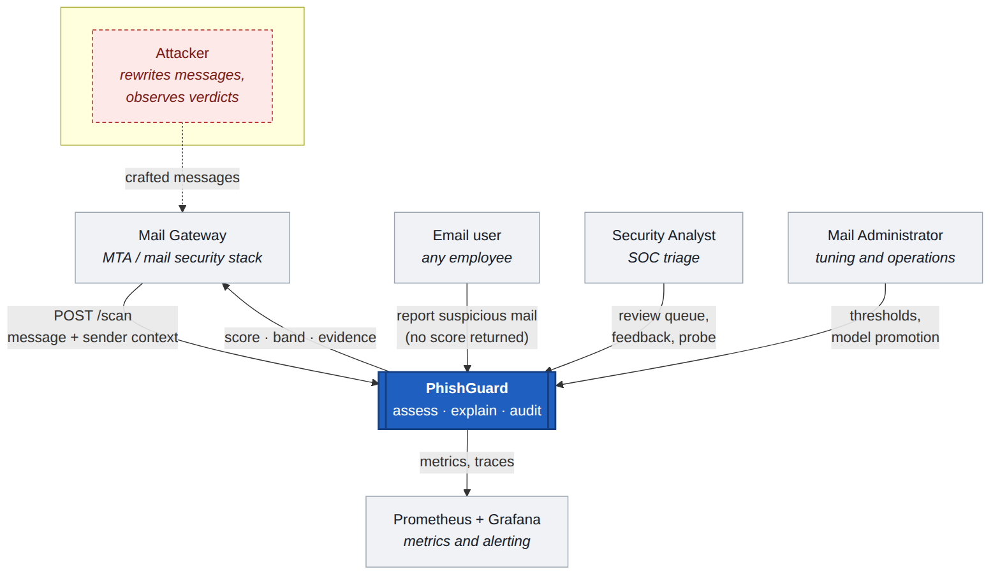 Attacker
rewrites messages,
observes verdicts
crafted messages
Mail Gateway
MTA / mail security stack
Email user
any employee
Security Analyst
SOC triage
Mail Administrator
tuning and operations
POST /scan
message + sender context
score · band · evidence
report suspicious mail
(no score returned)
review queue,
feedback, probe
thresholds,
model promotion
PhishGuard
assess · explain · audit
metrics, traces
Prometheus + Grafana
metrics and alerting